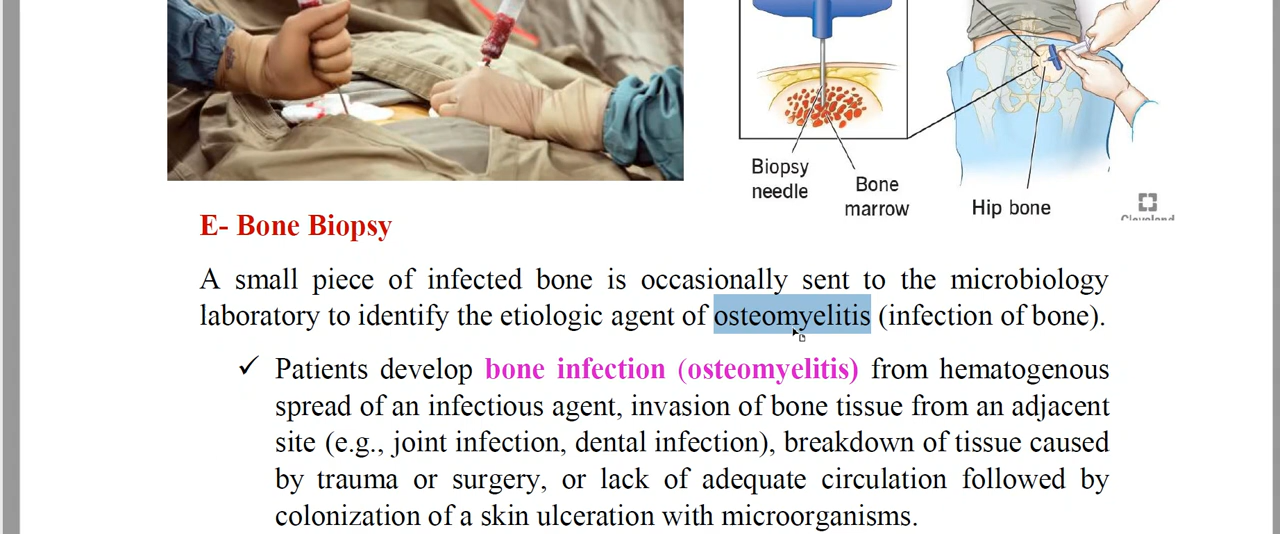 Biopsy
needle
Bone
marrow
Hip bone
E- Bone Biopsy
A small piece of infected bone is occasionally sent to the microbiology
laboratory to identify the etiologic agent of osteomyelitis (infection of bone).
✓ Patients develop bone infection (osteomyelitis) from hematogenous
spread of an infectious agent, invasion of bone tissue from an adjacent
site (e.g., joint infection, dental infection), breakdown of tissue caused
by trauma or surgery, or lack of adequate circulation followed by
colonization of a skin ulceration with microorganisms.